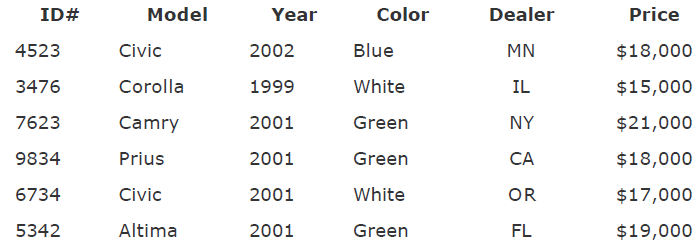 ID# Model Year Color Dealer Price
4523 Civic 2002 Blue MN $18,000
3476 Corolla 1999 White IL $15,000
7623 Camry 2001 Green NY $21,000
9834 Prius 2001 Green CA $18,000
6734 Civic 2001 White OR $17,000
5342 Altima 2001 Green FL $19,000